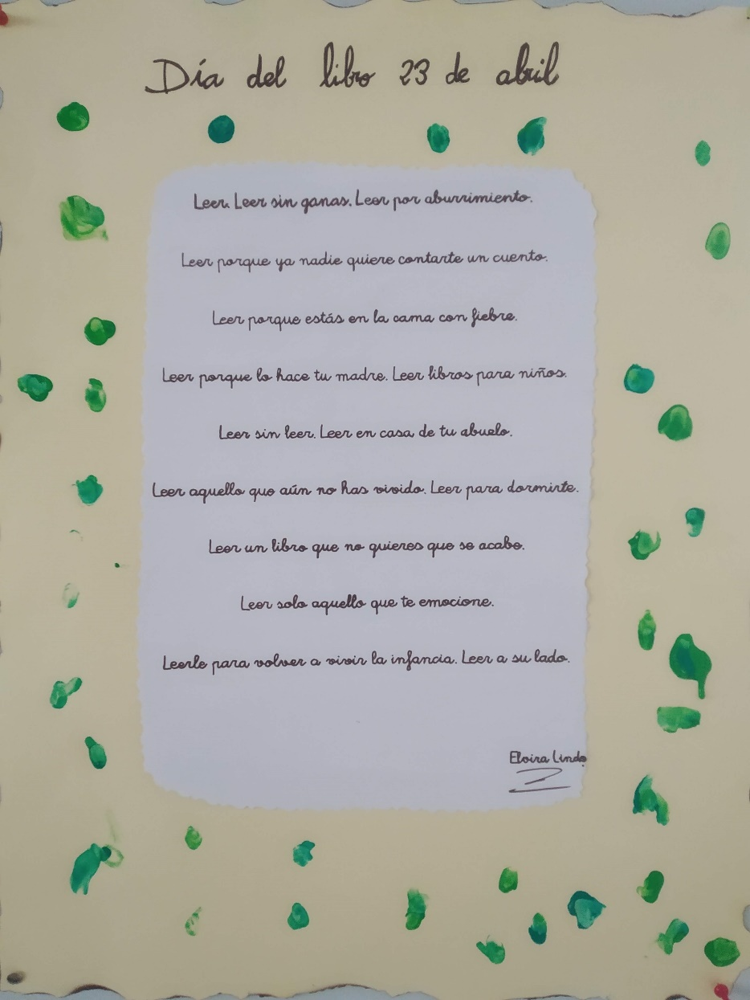 Día del libro 23 de abril
Leer. Leer sin ganas. Leer por aburrimiento.
Leer porque ya nadie quiere contarte un cuento.
Leer porque estás en la cama con fiebre.
Leer porque lo hace tu madre. Leer libros para niños.
Leer sin leer. Leer en casa de tu abuelo.
Leer aquello que aún no has vivido. Leer para dormirte.
Leer un libro que no quieres que se acabe.
Leer solo aquello que te emocione.
Leerle para volver a vivir la infancia. Leer a su lado.
Elvira Lindo